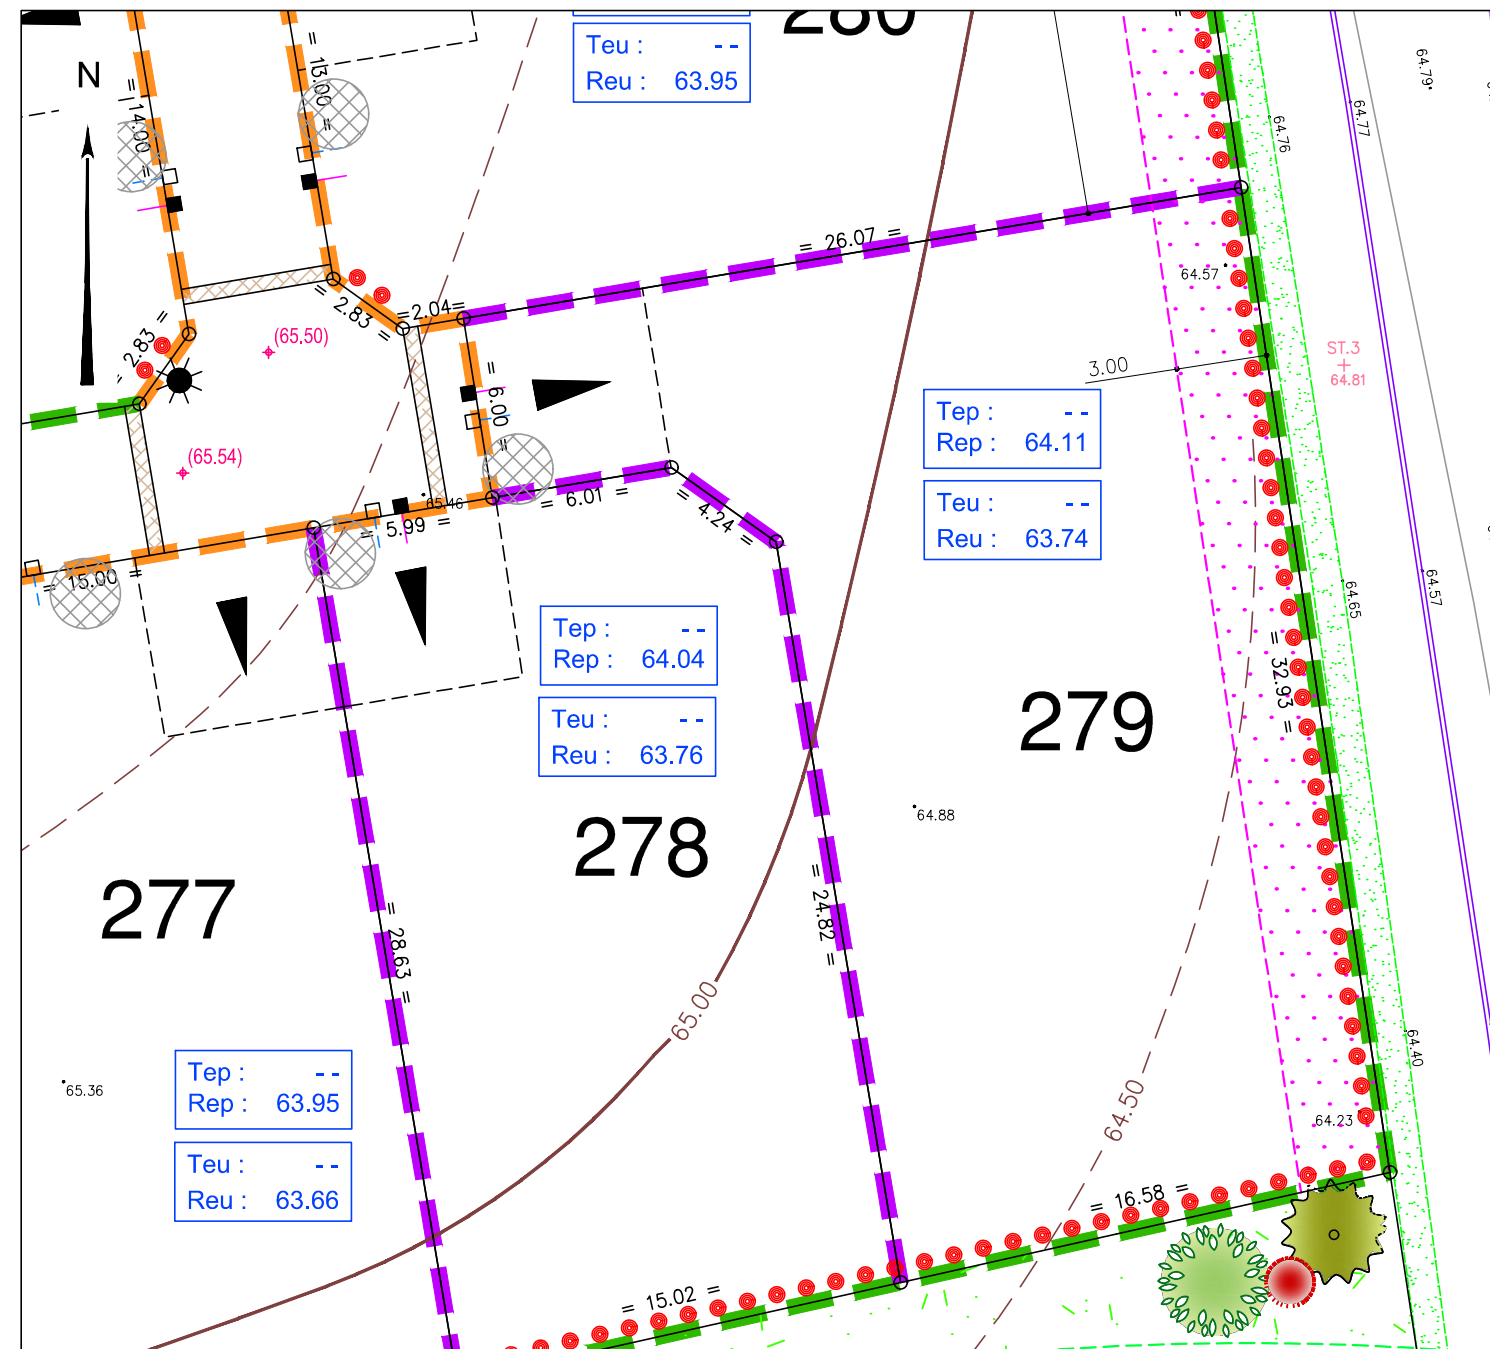 280
Teu : --
Reu : 63.95
N
= 13.00 =
= 14.00 =
64.79
64.77
64.76
= 26.07 =
64.57
= 2.83 =
=2.04=
2.83 =
(65.50)
3.00
ST.3
64.81
= 6.00 =
Tep : --
Rep : 64.11
(65.54)
65.46
= 6.01 =
= 4.24 =
Teu : --
Reu : 63.74
= 5.99 =
= 15.00 =
64.57
64.65
Tep : --
Rep : 64.04
= 32.93 =
279
Teu : --
Reu : 63.76
64.88
278
277
= 24.82 =
= 28.63 =
65.00
64.40
Tep : --
Rep : 63.95
65.36
64.50
64.23
Teu : --
Reu : 63.66
= 16.58 =
= 15.02 =